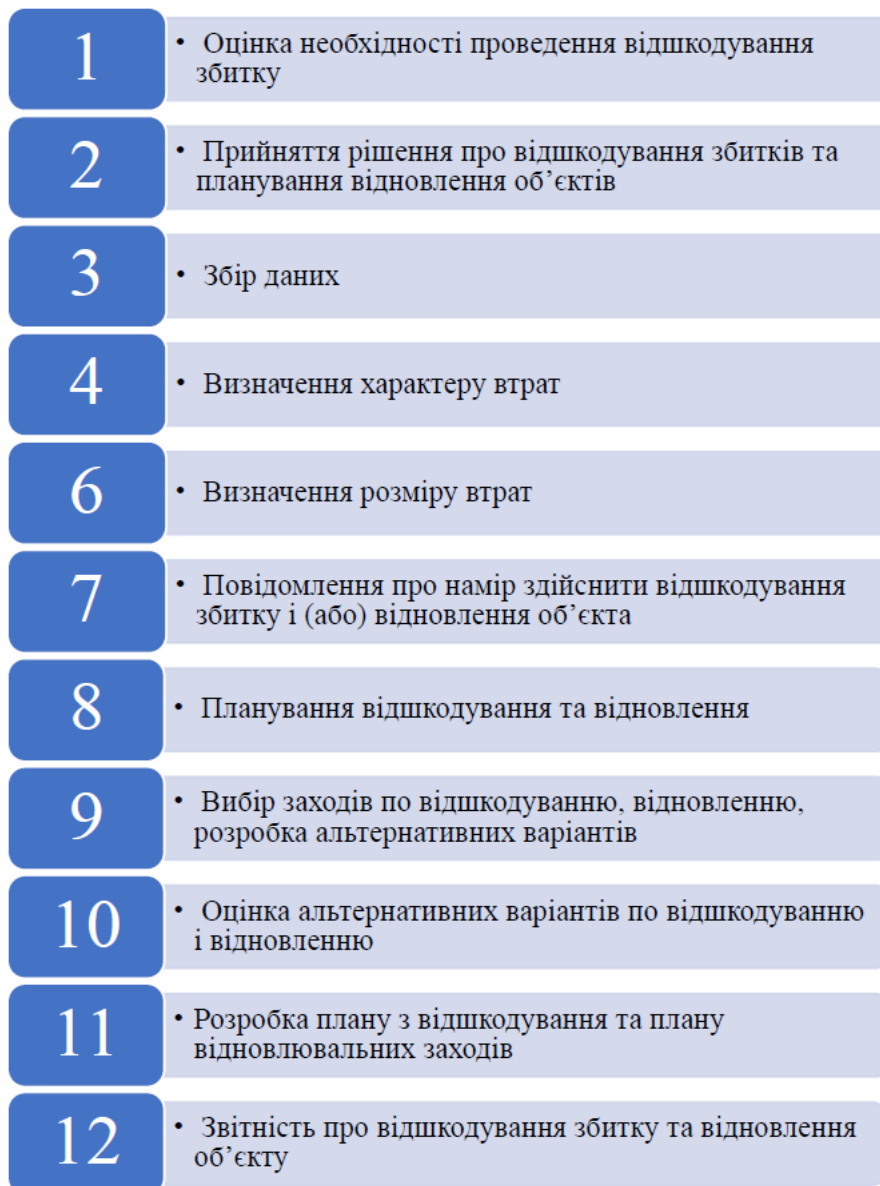 1
• Оцінка необхідності проведення відшкодування
збитку
2
• Прийняття рішення про відшкодування збитків та
планування відновлення об’єктів
3
• Збір даних
4
• Визначення характеру втрат
6
• Визначення розміру втрат
7
• Повідомлення про намір здійснити відшкодування
збитку і (або) відновлення об’єкта
8
• Планування відшкодування та відновлення
9
• Вибір заходів по відшкодуванню, відновленню,
розробка альтернативних варіантів
10
• Оцінка альтернативних варіантів по відшкодуванню
і відновленню
11
• Розробка плану з відшкодування та плану
відновлювальних заходів
12
• Звітність про відшкодування збитку та відновлення
об’єкту